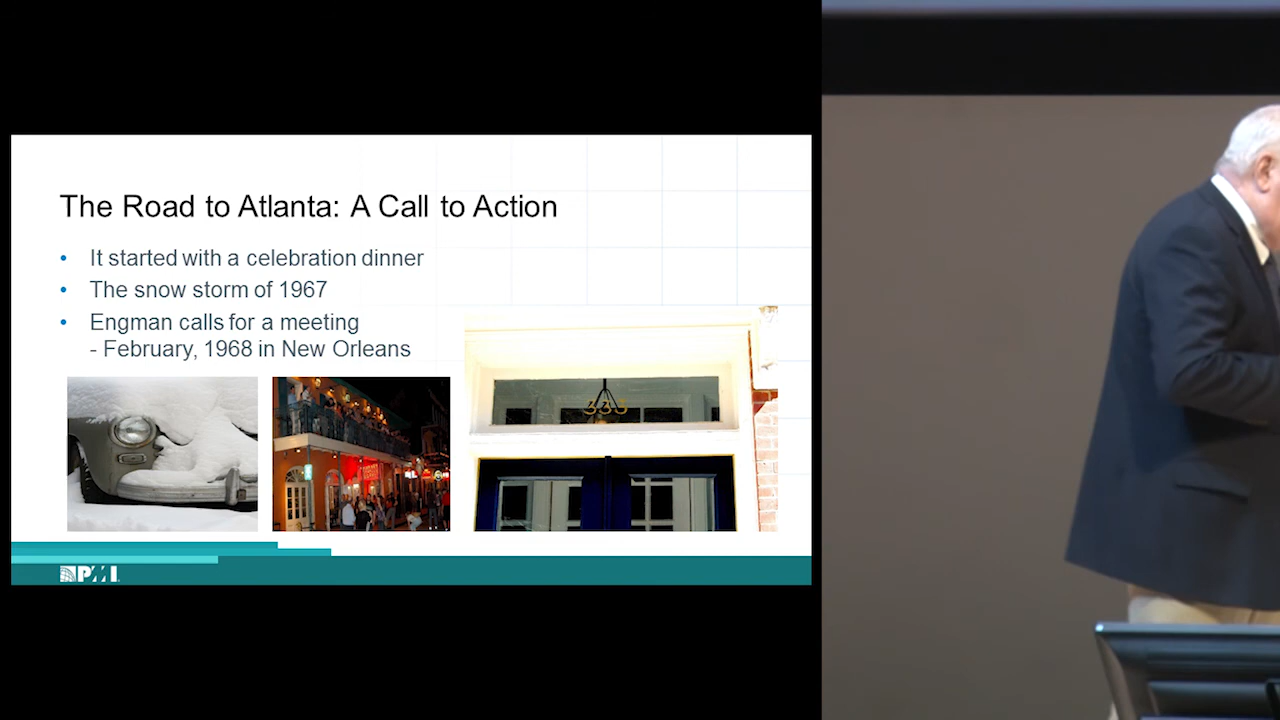 The Road to Atlanta: A Call to Action
• It started with a celebration dinner
• The snow storm of 1967
• Engman calls for a meeting
- February, 1968 in New Orleans
333
PMI